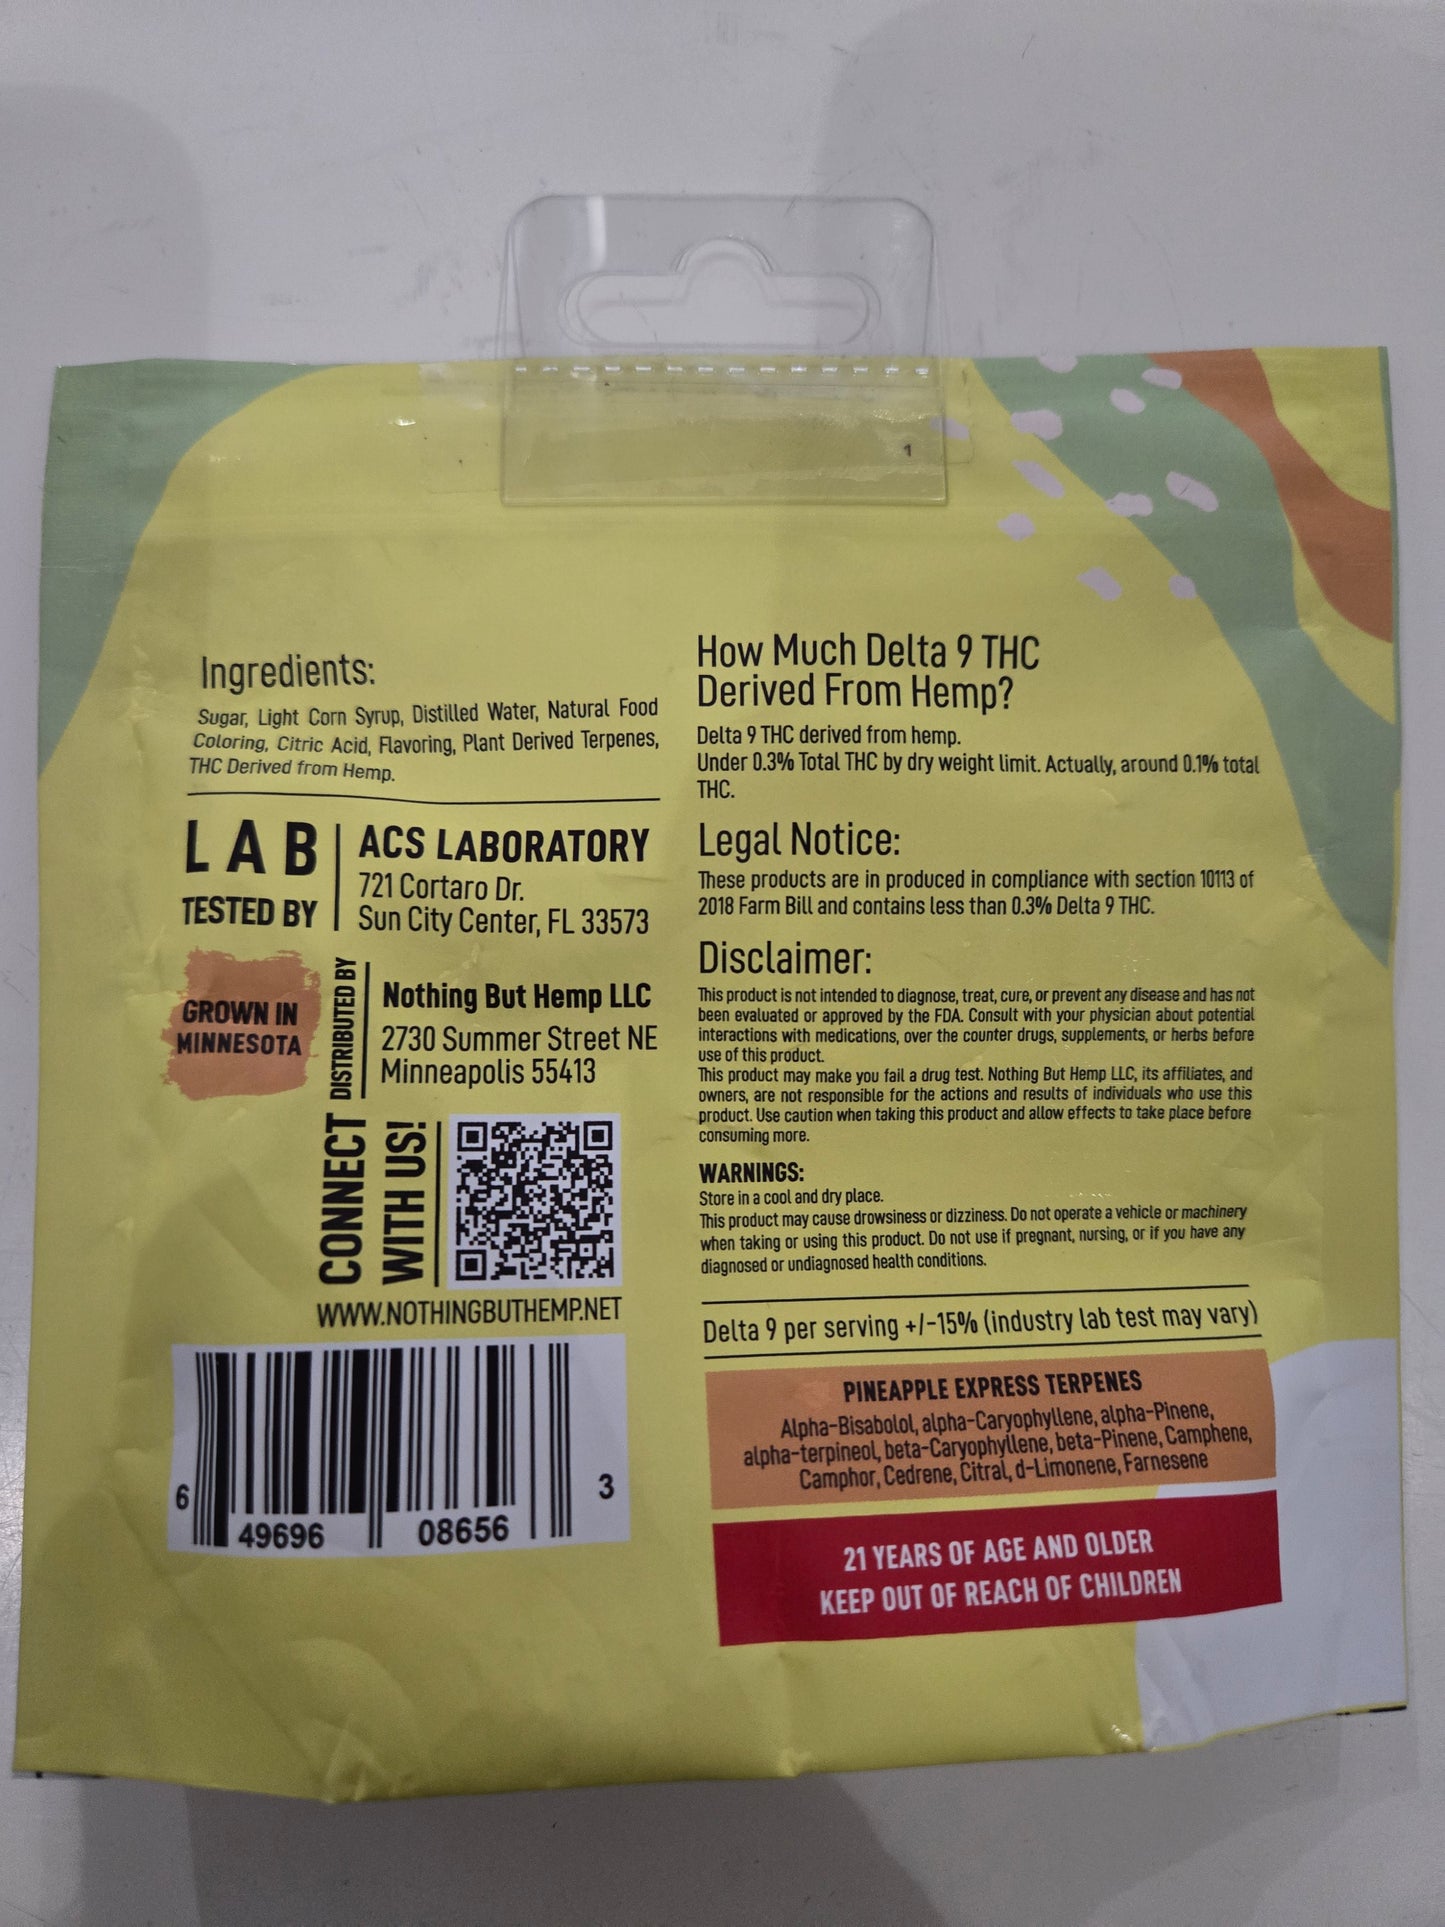 1
Ingredients:
Sugar, Light Corn Syrup, Distilled Water, Natural Food
Coloring, Citric Acid, Flavoring, Plant Derived Terpenes,
THC Derived from Hemp.
LAB
TESTED BY
ACS LABORATORY
721 Cortaro Dr.
Sun City Center, FL 33573
GROWN IN
MINNESOTA
DISTRIBUTED BY
Nothing But Hemp LLC
2730 Summer Street NE
Minneapolis 55413
CONNECT
WITH US!
WWW.NOTHINGBUTHEMP.NET
6 49696 08656 3
How Much Delta 9 THC
Derived From Hemp?
Delta 9 THC derived from hemp.
Under 0.3% Total THC by dry weight limit. Actually, around 0.1% total
THC.
Legal Notice:
These products are in produced in compliance with section 10113 of
2018 Farm Bill and contains less than 0.3% Delta 9 THC.
Disclaimer:
This product is not intended to diagnose, treat, cure, or prevent any disease and has not
been evaluated or approved by the FDA. Consult with your physician about potential
interactions with medications, over the counter drugs, supplements, or herbs before
use of this product.
This product may make you fail a drug test. Nothing But Hemp LLC, its affiliates, and
owners, are not responsible for the actions and results of individuals who use this
product. Use caution when taking this product and allow effects to take place before
consuming more.
WARNINGS:
Store in a cool and dry place.
This product may cause drowsiness or dizziness. Do not operate a vehicle or machinery
when taking or using this product. Do not use if pregnant, nursing, or if you have any
diagnosed or undiagnosed health conditions.
Delta 9 per serving +/-15% (industry lab test may vary)
PINEAPPLE EXPRESS TERPENES
Alpha-Bisabolol, alpha-Caryophyllene, alpha-Pinene,
alpha-terpineol, beta-Caryophyllene, beta-Pinene, Camphene,
Camphor, Cedrene, Citral, d-Limonene, Farnesene
21 YEARS OF AGE AND OLDER
KEEP OUT OF REACH OF CHILDREN